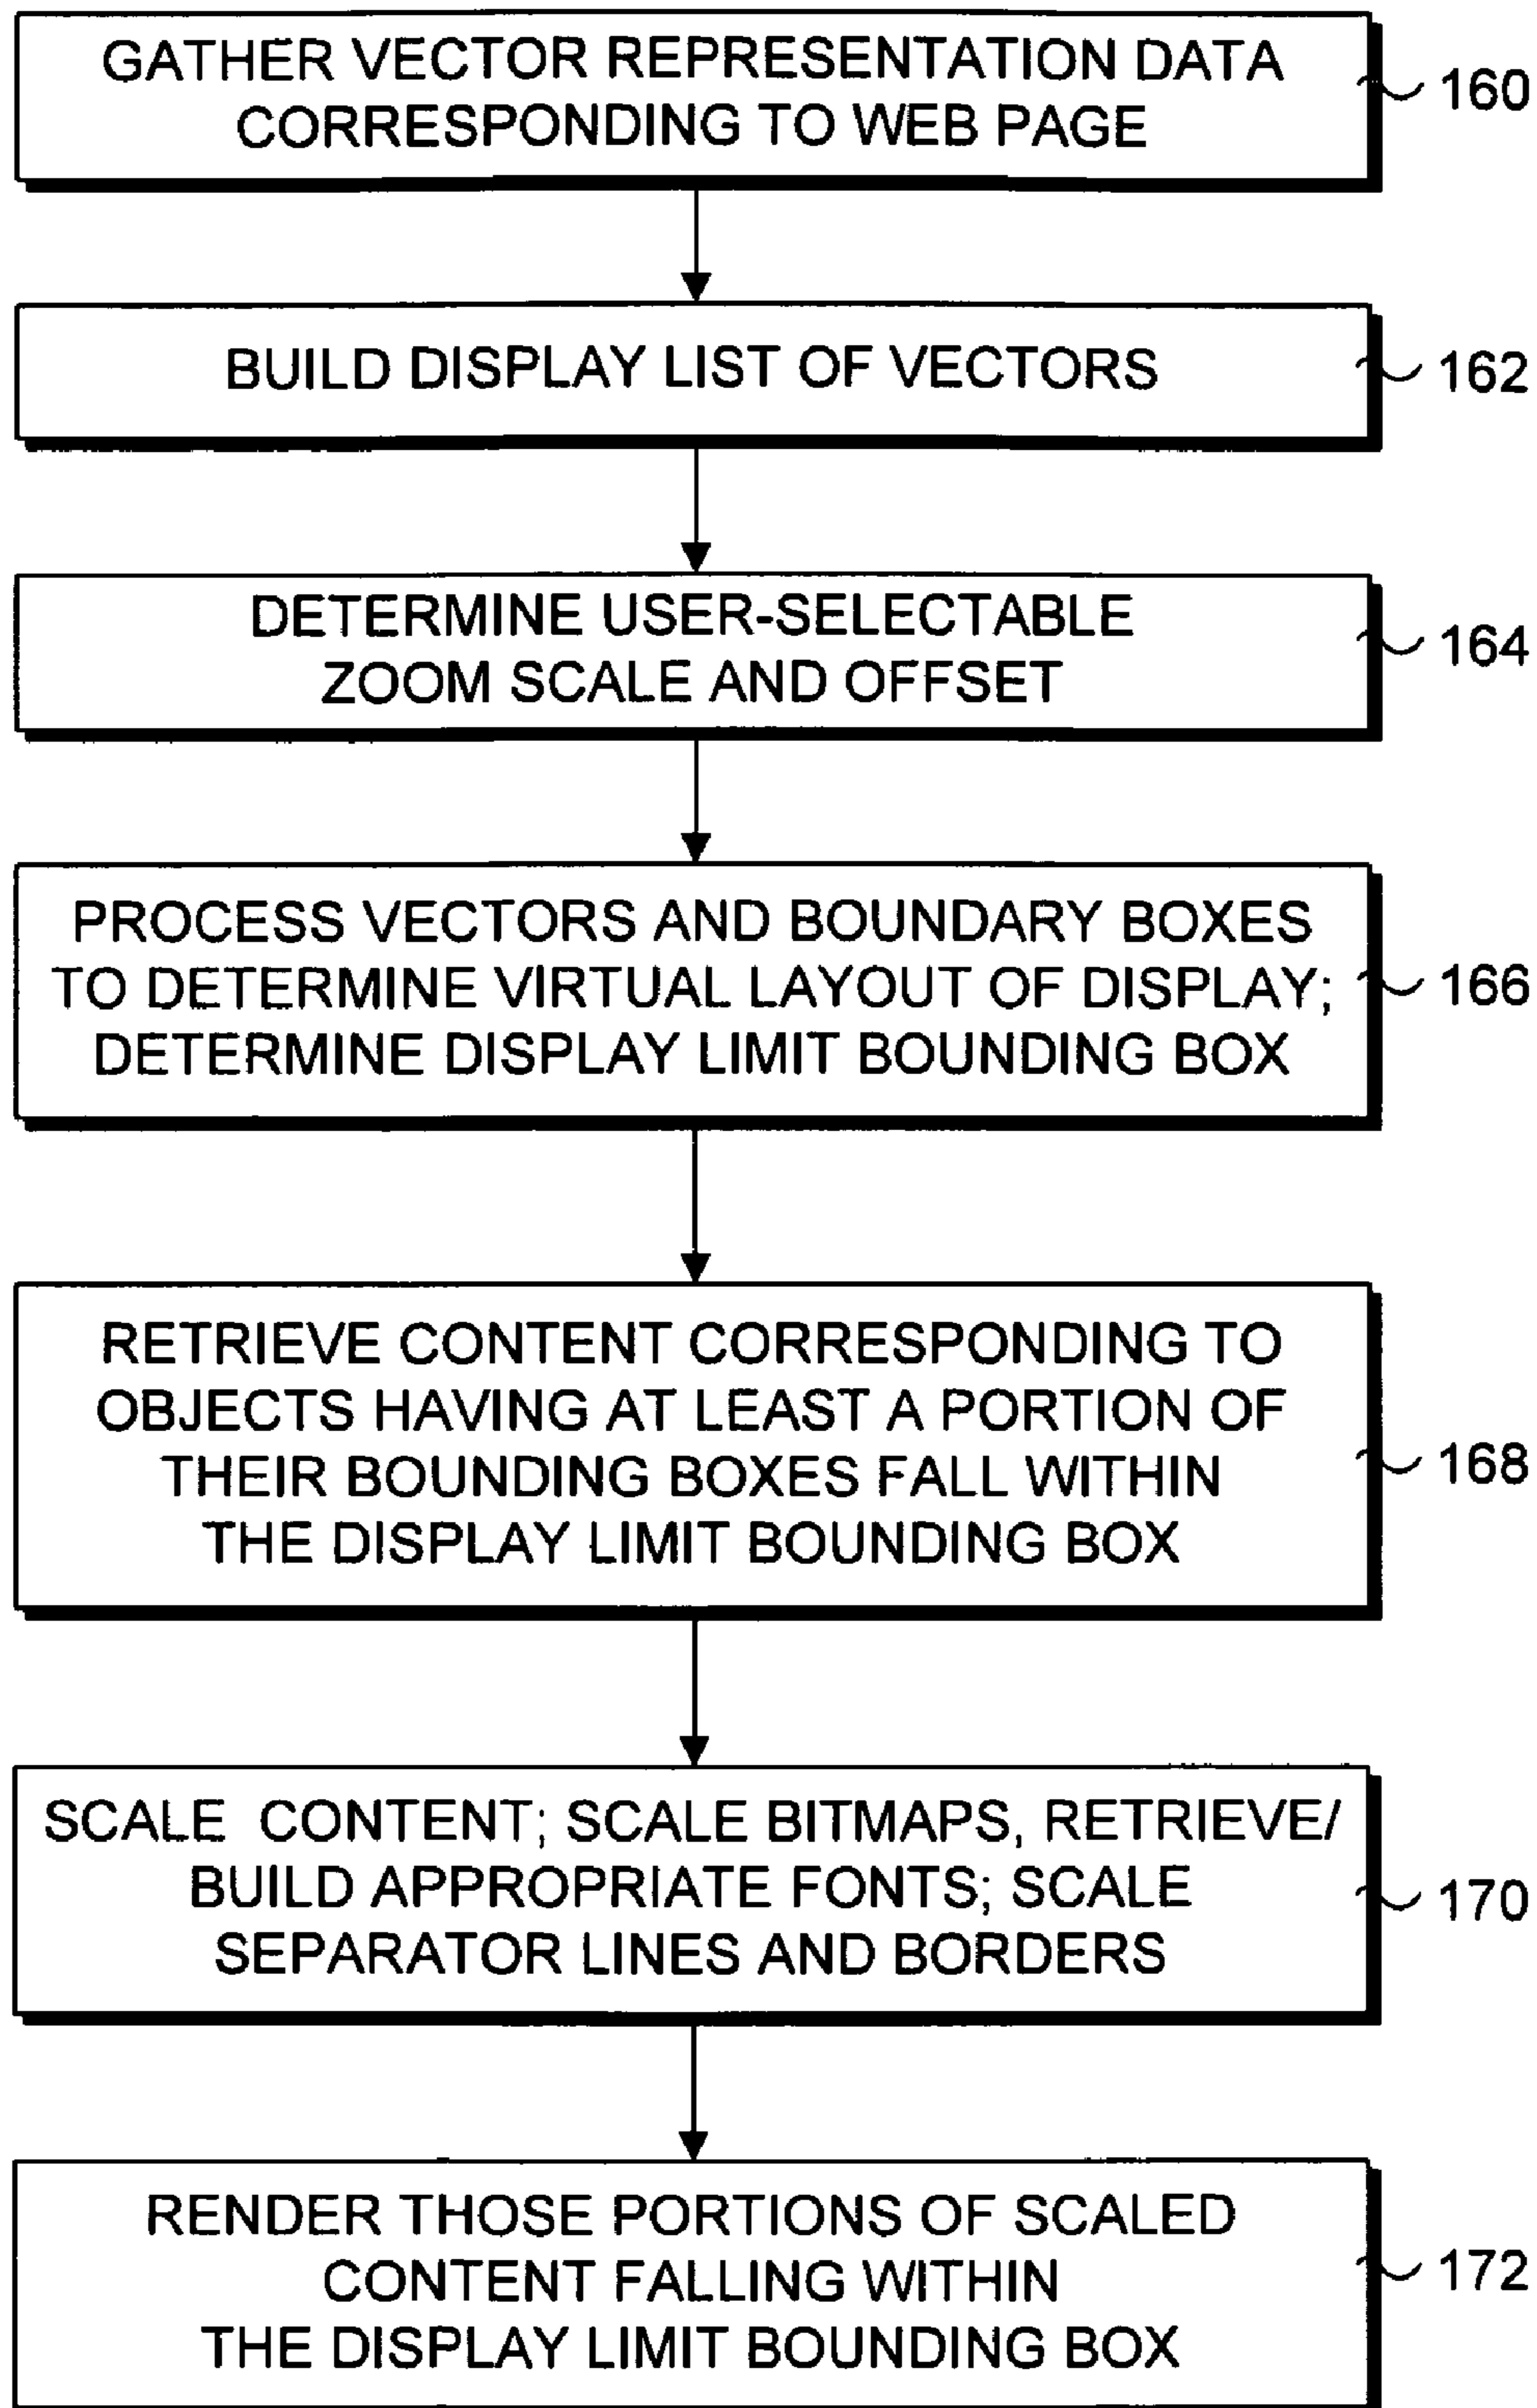 GATHER VECTOR REPRESENTATION DATA
CORRESPONDING TO WEB PAGE
160
BUILD DISPLAY LIST OF VECTORS
162
DETERMINE USER-SELECTABLE
ZOOM SCALE AND OFFSET
164
PROCESS VECTORS AND BOUNDARY BOXES
TO DETERMINE VIRTUAL LAYOUT OF DISPLAY;
DETERMINE DISPLAY LIMIT BOUNDING BOX
166
RETRIEVE CONTENT CORRESPONDING TO
OBJECTS HAVING AT LEAST A PORTION OF
THEIR BOUNDING BOXES FALL WITHIN
THE DISPLAY LIMIT BOUNDING BOX
168
SCALE CONTENT; SCALE BITMAPS, RETRIEVE/
BUILD APPROPRIATE FONTS; SCALE
SEPARATOR LINES AND BORDERS
170
RENDER THOSE PORTIONS OF SCALED
CONTENT FALLING WITHIN
THE DISPLAY LIMIT BOUNDING BOX
172